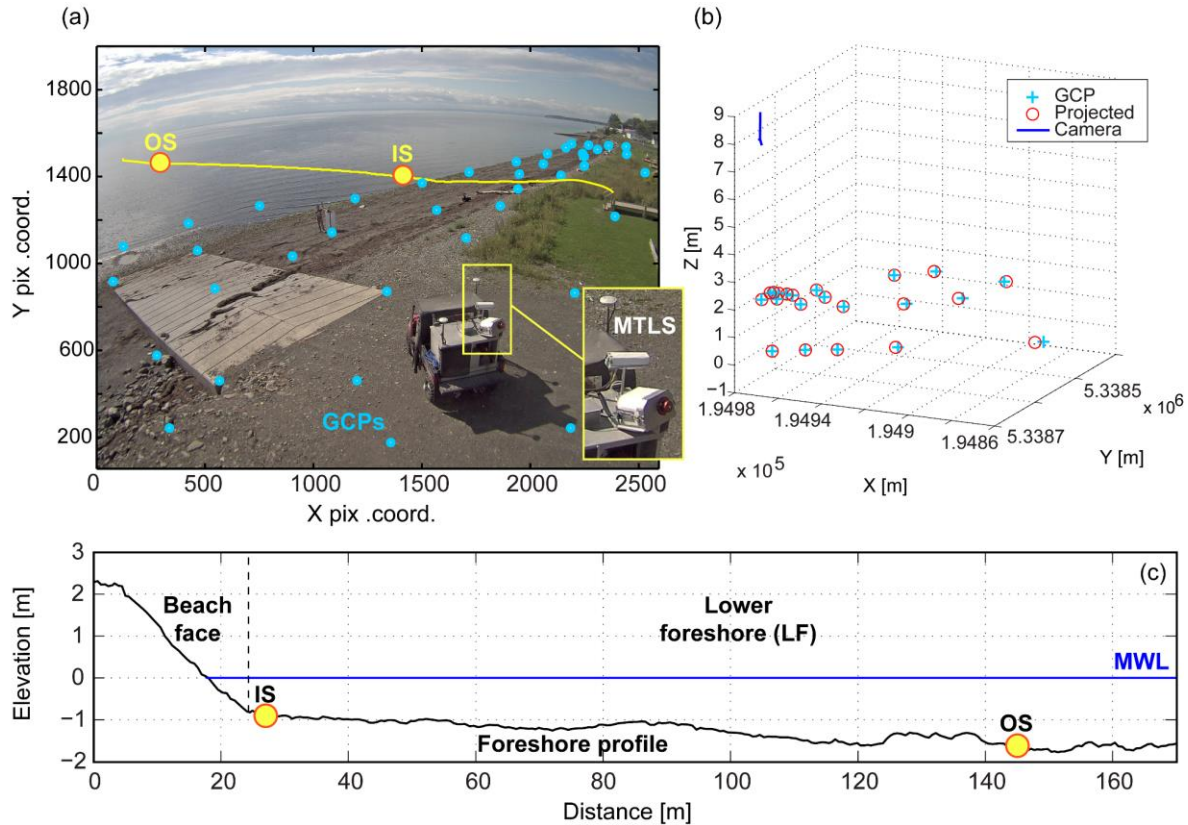 (a)
1800
1400
1000
600
200
Y pix .coord.
0
500
1000
1500
2000
2500
X pix .coord.
OS
IS
MTLS
GCPs
(b)
GCP
Projected
Camera
9
8
7
6
5
4
3
2
1
0
−1
Z [m]
1.9498
1.9494
1.949
1.9486
x 10^5
X [m]
5.3387
5.3385
x 10^6
Y [m]
(c)
3
2
1
0
−1
−2
Elevation [m]
Beach
face
Lower
foreshore (LF)
MWL
IS
OS
Foreshore profile
0
20
40
60
80
100
120
140
160
Distance [m]